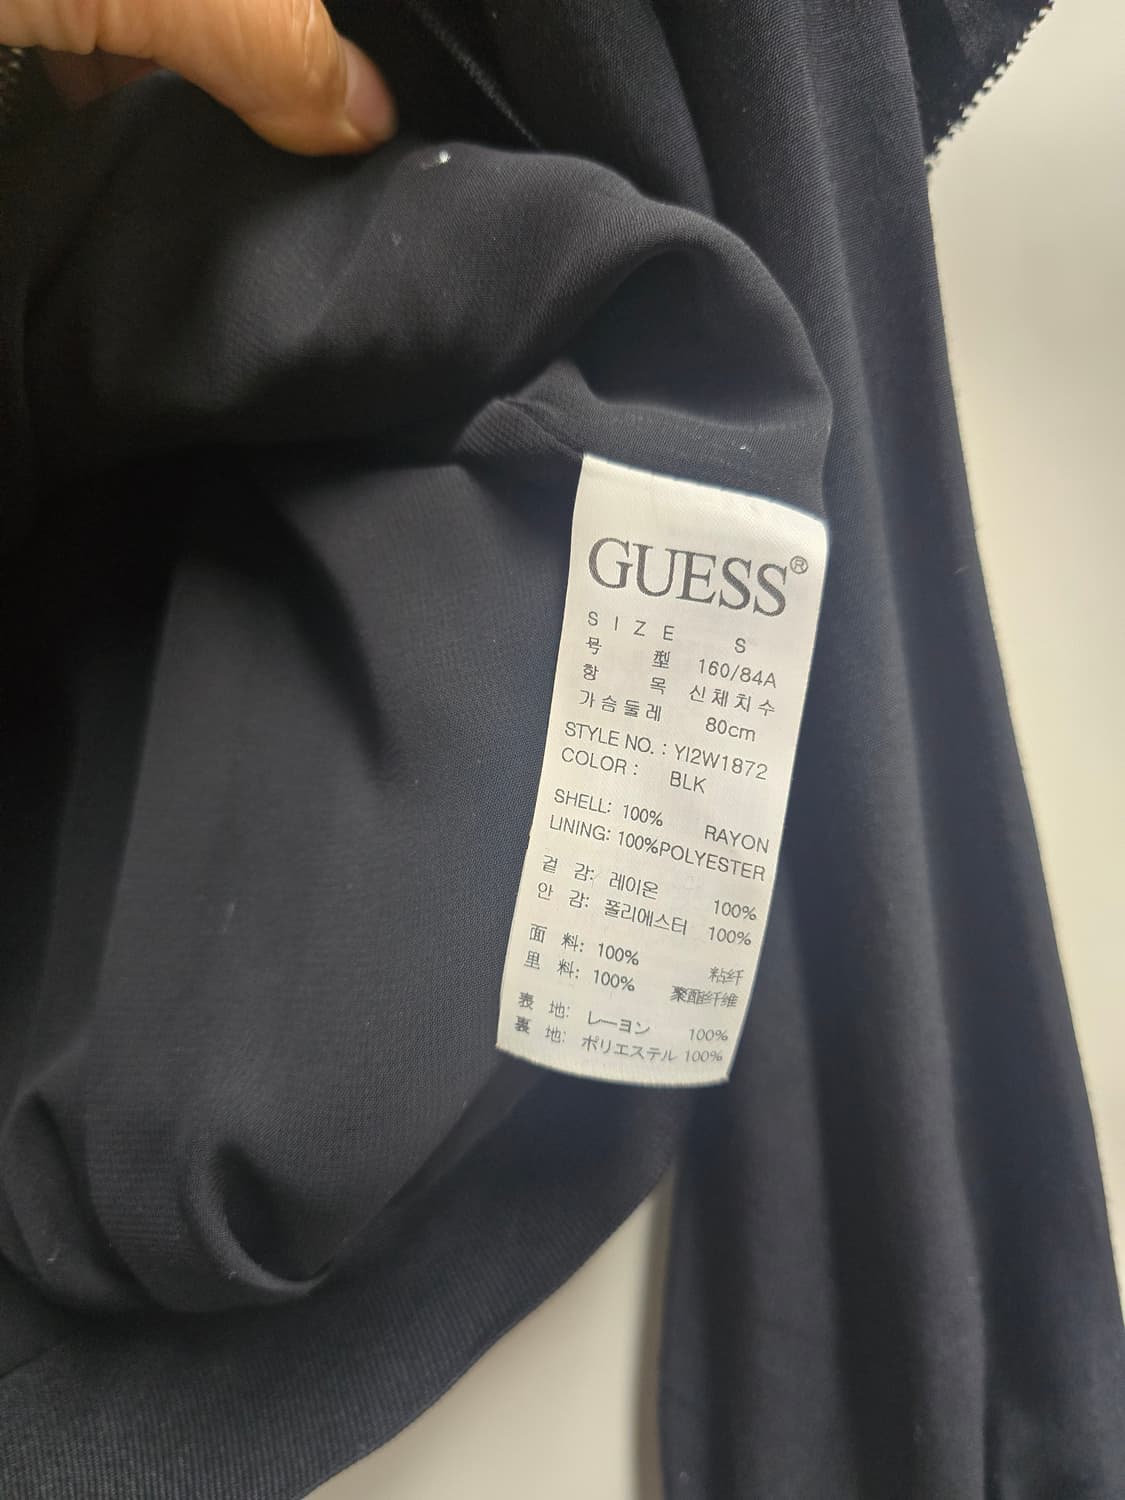 GUESS®
SIZE S
号型 160/84A
항목 신체치수
가슴둘레 80cm
STYLE NO. : YI2W1872
COLOR : BLK
SHELL: 100% RAYON
LINING: 100%POLYESTER
겉 감: 레이온 100%
안 감: 폴리에스터 100%
面 料: 100% 粘纤
里 料: 100% 聚酯纤维
表 地: レーヨン 100%
裏 地: ポリエステル 100%